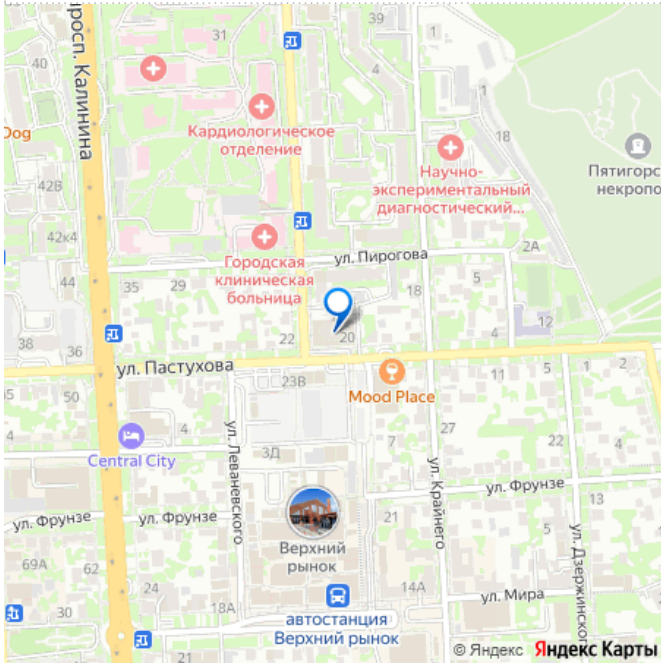 31
31
40
просп. Калинина
4
39
1
1
Кардиологическое
отделение
Dog
18
Научно-
экспериментальный
диагностический...
Пятигорс
некропо
42В
42к4
2А
ул. Пирогова
Городская
клиническая
больница
44
35
29
18
5
12
38
36
22
20
4
ул. Пастухова
23В
11
5
Mood Place
4
27
22
7
27
Central City
3Д
ул. Леваневского
ул. Крайнего
ул. Фрунзе
ул. Фрунзе
ул. Фрунзе
13
21
Верхний
рынок
ул. Дзержинского
69А
24
30
14А
ул. Мира
18А
автостанция
Верхний рынок
© Яндекс Яндекс Карты